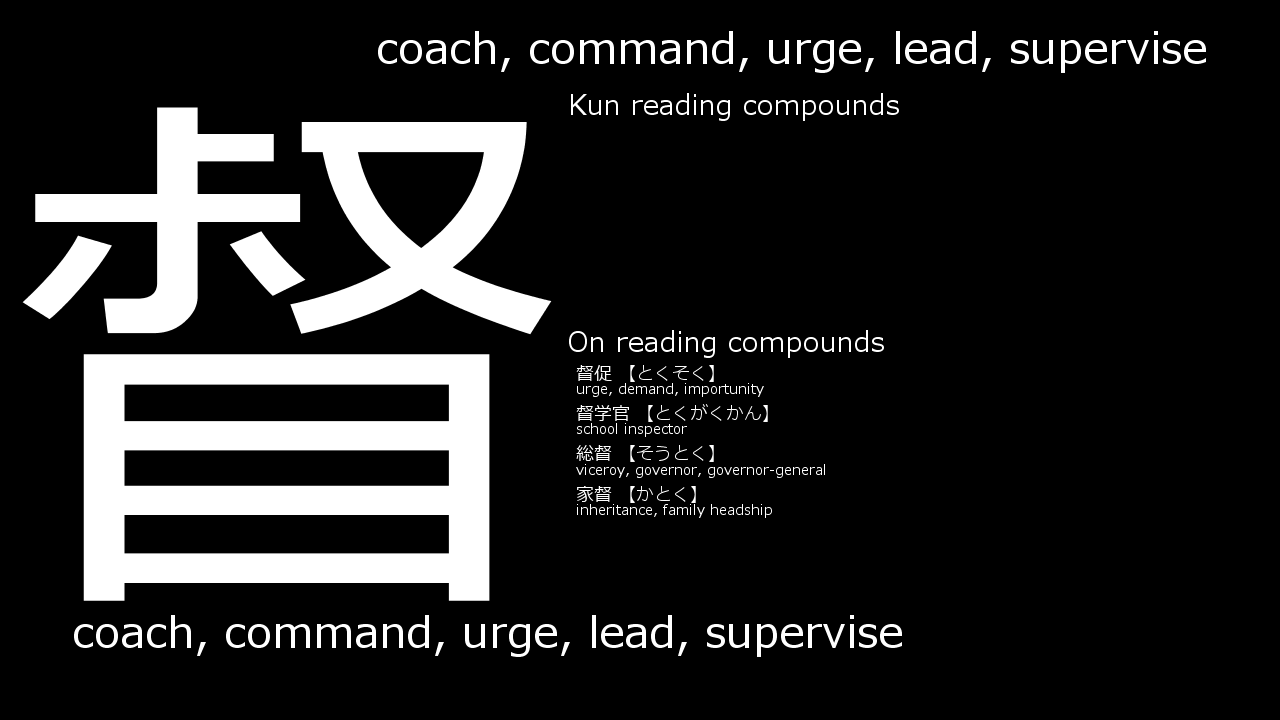 coach, command, urge, lead, supervise
督
Kun reading compounds
On reading compounds
督促 【とくそく】
urge, demand, importunity
督学官 【とくがくかん】
school inspector
総督 【そうとく】
viceroy, governor, governor-general
家督 【かとく】
inheritance, family headship
coach, command, urge, lead, supervise